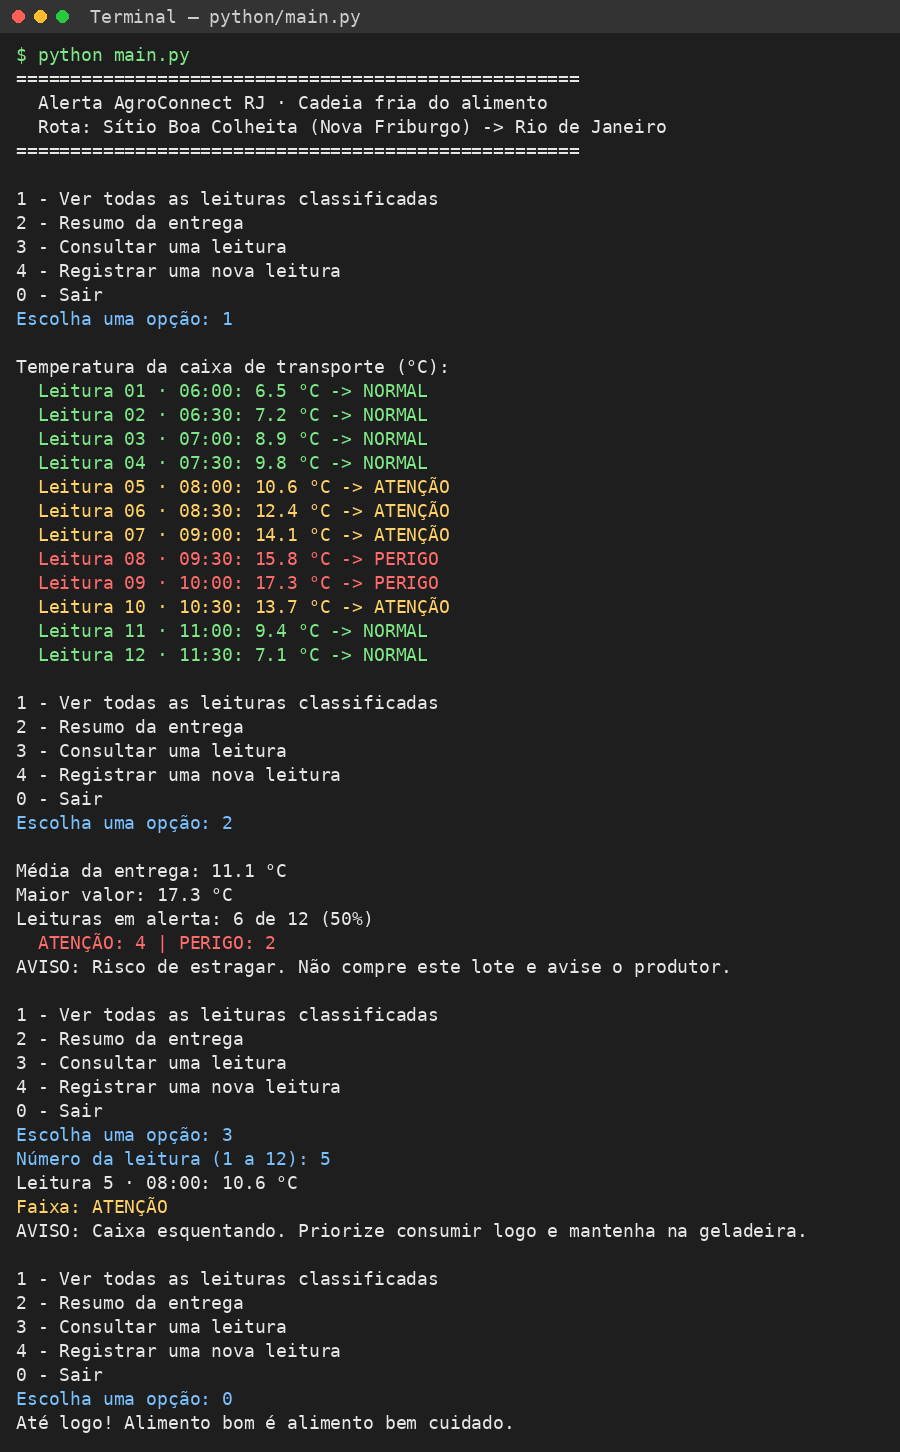 Terminal — python/main.py
$ python main.py
====================================================
Alerta AgroConnect RJ · Cadeia fria do alimento
Rota: Sítio Boa Colheita (Nova Friburgo) -> Rio de Janeiro
====================================================
1 - Ver todas as leituras classificadas
2 - Resumo da entrega
3 - Consultar uma leitura
4 - Registrar uma nova leitura
0 - Sair
Escolha uma opção: 1
Temperatura da caixa de transporte (°C):
Leitura 01 · 06:00: 6.5 °C -> NORMAL
Leitura 02 · 06:30: 7.2 °C -> NORMAL
Leitura 03 · 07:00: 8.9 °C -> NORMAL
Leitura 04 · 07:30: 9.8 °C -> NORMAL
Leitura 05 · 08:00: 10.6 °C -> ATENÇÃO
Leitura 06 · 08:30: 12.4 °C -> ATENÇÃO
Leitura 07 · 09:00: 14.1 °C -> ATENÇÃO
Leitura 08 · 09:30: 15.8 °C -> PERIGO
Leitura 09 · 10:00: 17.3 °C -> PERIGO
Leitura 10 · 10:30: 13.7 °C -> ATENÇÃO
Leitura 11 · 11:00: 9.4 °C -> NORMAL
Leitura 12 · 11:30: 7.1 °C -> NORMAL
1 - Ver todas as leituras classificadas
2 - Resumo da entrega
3 - Consultar uma leitura
4 - Registrar uma nova leitura
0 - Sair
Escolha uma opção: 2
Média da entrega: 11.1 °C
Maior valor: 17.3 °C
Leituras em alerta: 6 de 12 (50%)
ATENÇÃO: 4 | PERIGO: 2
AVISO: Risco de estragar. Não compre este lote e avise o produtor.
1 - Ver todas as leituras classificadas
2 - Resumo da entrega
3 - Consultar uma leitura
4 - Registrar uma nova leitura
0 - Sair
Escolha uma opção: 3
Número da leitura (1 a 12): 5
Leitura 5 · 08:00: 10.6 °C
Faixa: ATENÇÃO
AVISO: Caixa esquentando. Priorize consumir logo e mantenha na geladeira.
1 - Ver todas as leituras classificadas
2 - Resumo da entrega
3 - Consultar uma leitura
4 - Registrar uma nova leitura
0 - Sair
Escolha uma opção: 0
Até logo! Alimento bom é alimento bem cuidado.